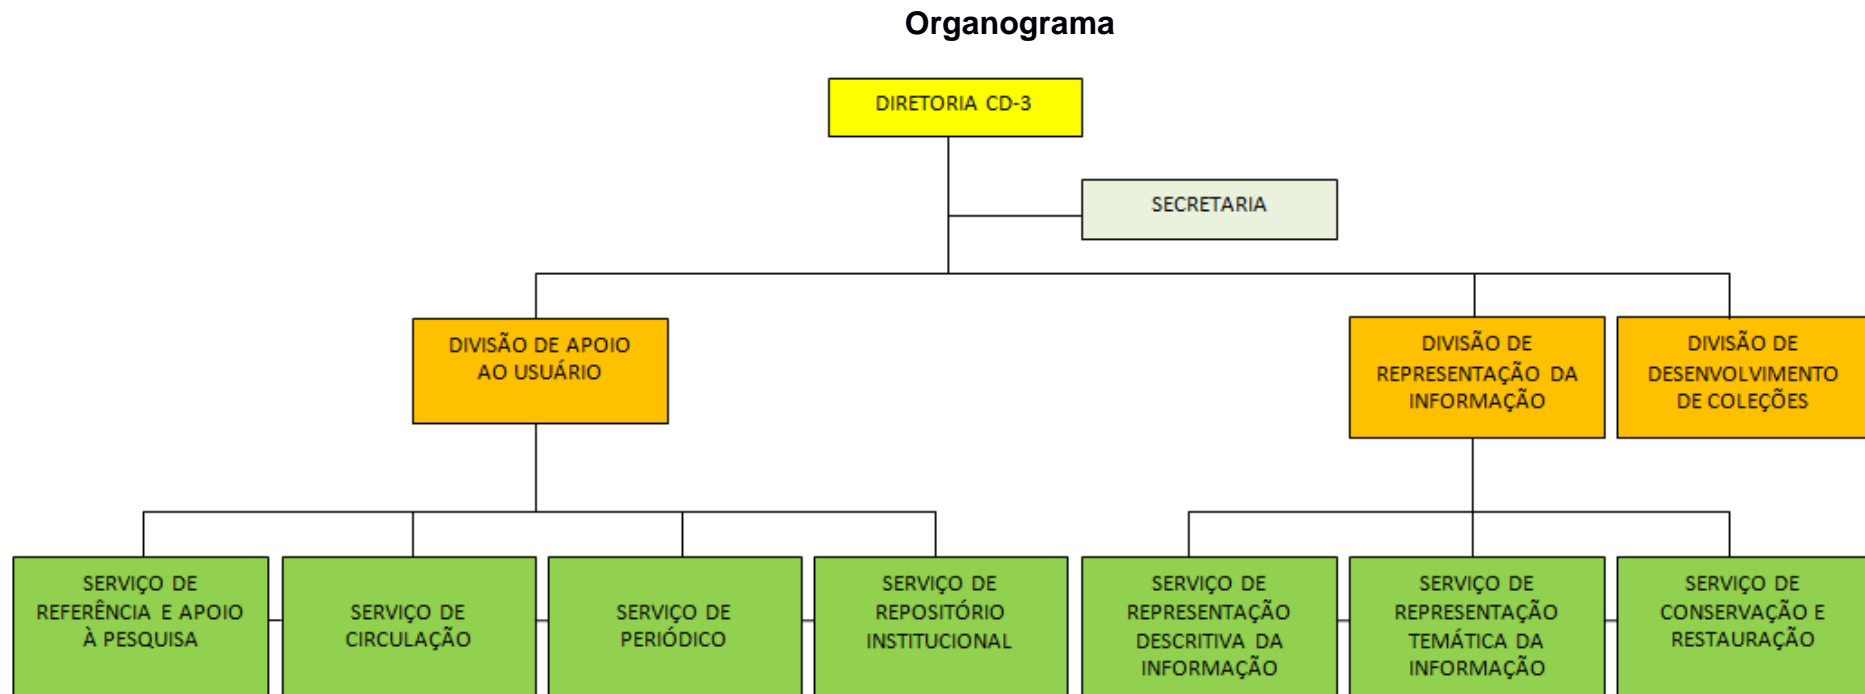 Organograma
DIRETORIA CD-3
SECRETARIA
DIVISÃO DE APOIO
AO USUÁRIO
DIVISÃO DE
REPRESENTAÇÃO DA
INFORMAÇÃO
DIVISÃO DE
DESENVOLVIMENTO
DE COLEÇÕES
SERVIÇO DE
REFERÊNCIA E APOIO
À PESQUISA
SERVIÇO DE
CIRCULAÇÃO
SERVIÇO DE
PERIÓDICO
SERVIÇO DE
REPOSITÓRIO
INSTITUCIONAL
SERVIÇO DE
REPRESENTAÇÃO
DESCRITIVA DA
INFORMAÇÃO
SERVIÇO DE
REPRESENTAÇÃO
TEMÁTICA DA
INFORMAÇÃO
SERVIÇO DE
CONSERVAÇÃO E
RESTAURAÇÃO